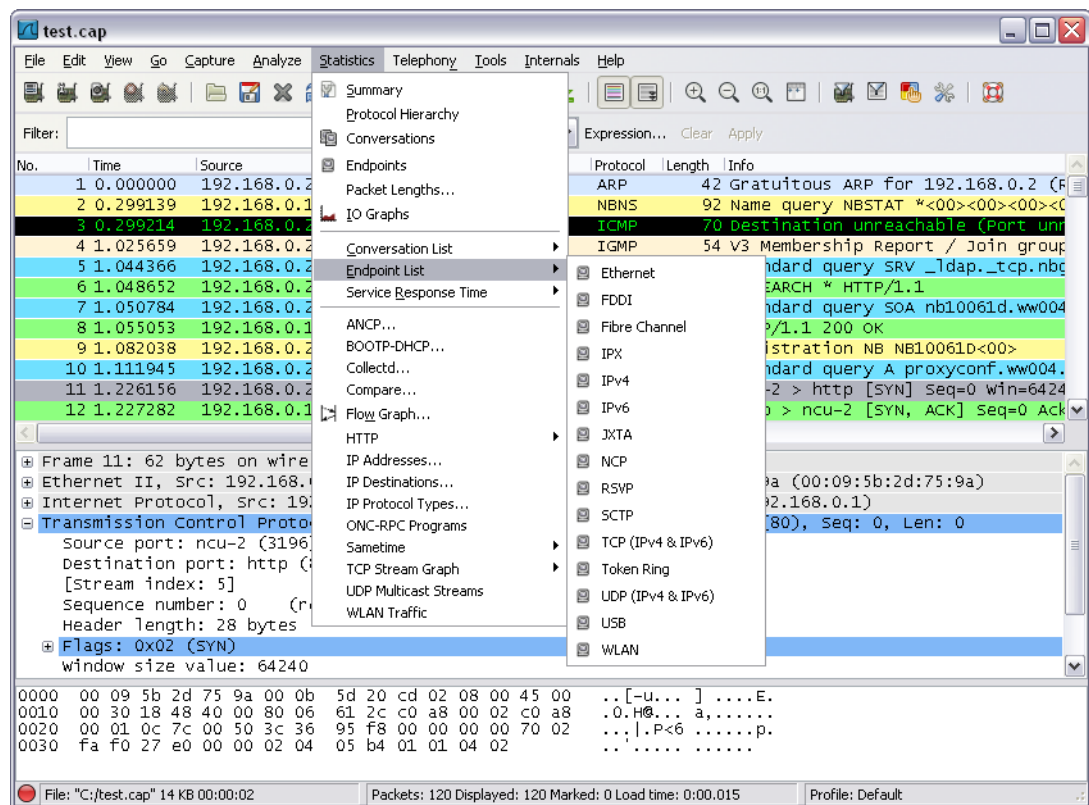 test.cap
File Edit View Go Capture Analyze Statistics Telephony Tools Internals Help
Filter: Expression... Clear Apply
No. Time Source Protocol Length Info
1 0.000000 192.168.0.2 ARP 42 Gratuitous ARP for 192.168.0.2 (R
2 0.299139 192.168.0.1 NBNS 92 Name query NBSTAT *<00><00><00><0
3 0.299214 192.168.0.2 ICMP 70 Destination unreachable (Port unr
4 1.025659 192.168.0.2 IGMP 54 V3 Membership Report / Join group
5 1.044366 192.168.0.2 ndard query SRV _ldap._tcp.nbg
6 1.048652 192.168.0.2 EARCH * HTTP/1.1
7 1.050784 192.168.0.2 ndard query SOA nb10061d.ww004
8 1.055053 192.168.0.1 P/1.1 200 OK
9 1.082038 192.168.0.2 istration NB NB10061D<00>
10 1.111945 192.168.0.2 ndard query A proxyconf.ww004.
11 1.226156 192.168.0.2 -2 > http [SYN] Seq=0 Win=6424
12 1.227282 192.168.0.1 > ncu-2 [SYN, ACK] Seq=0 Ack
Summary
Protocol Hierarchy
Conversations
Endpoints
Packet Lengths...
IO Graphs
Conversation List
Endpoint List
Service Response Time
ANCP...
BOOTP-DHCP...
Collectd...
Compare...
Flow Graph...
HTTP
IP Addresses...
IP Destinations...
IP Protocol Types...
ONC-RPC Programs
Sametime
TCP Stream Graph
UDP Multicast Streams
WLAN Traffic
Ethernet
FDDI
Fibre Channel
IPX
IPv4
IPv6
JXTA
NCP
RSVP
SCTP
TCP (IPv4 & IPv6)
Token Ring
UDP (IPv4 & IPv6)
USB
WLAN
Frame 11: 62 bytes on wire
Ethernet II, Src: 192.168. 9a (00:09:5b:2d:75:9a)
Internet Protocol, Src: 19 92.168.0.1)
Transmission Control Proto (80), Seq: 0, Len: 0
Source port: ncu-2 (3196
Destination port: http (
[Stream index: 5]
Sequence number: 0 (r
Header length: 28 bytes
Flags: 0x02 (SYN)
Window size value: 64240
0000 00 09 5b 2d 75 9a 00 0b 5d 20 cd 02 08 00 45 00 ..[-u... ] ....E.
0010 00 30 18 48 40 00 80 06 61 2c c0 a8 00 02 c0 a8 .0.H@... a,......
0020 00 01 0c 7c 00 50 3c 36 95 f8 00 00 00 00 70 02 ...|.P<6 ......p.
0030 fa f0 27 e0 00 00 02 04 05 b4 01 01 04 02 ..'..... ......
File: "C:/test.cap" 14 KB 00:00:02 Packets: 120 Displayed: 120 Marked: 0 Load time: 0:00.015 Profile: Default